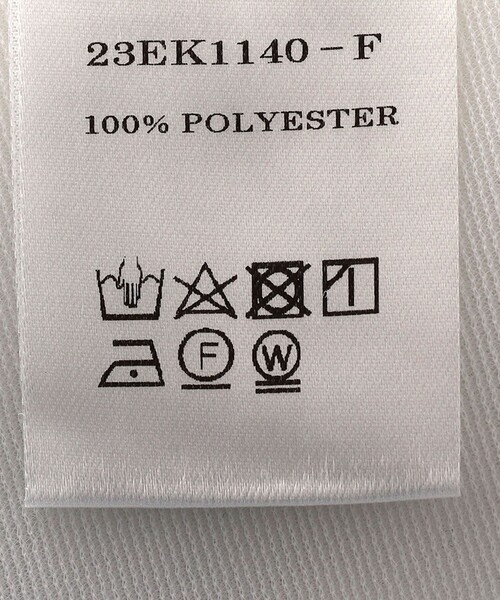 23EK1140-F
100% POLYESTER
F
W